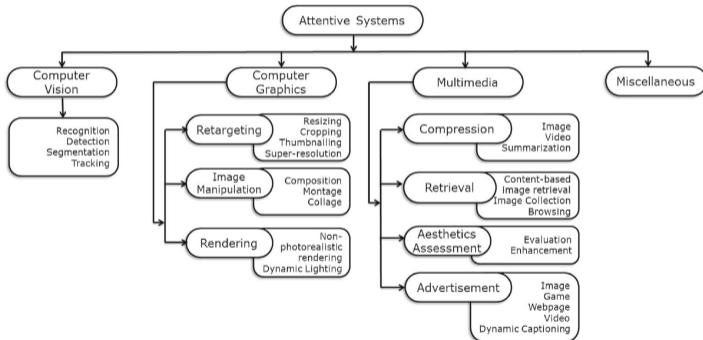 Attentive Systems
Computer
Vision
Computer
Graphics
Multimedia
Miscellaneous
Recognition
Detection
Segmentation
Tracking
Retargeting
Resizing
Cropping
Thumbnailing
Super-resolution
Image
Manipulation
Composition
Montage
Collage
Rendering
Non-
photorealistic
rendering
Dynamic Lighting
Compression
Image
Video
Summarization
Retrieval
Content-based
image retrieval
Image Collection
Browsing
Aesthetics
Assessment
Evaluation
Enhancement
Advertisement
Image
Game
Webpage
Video
Dynamic Captioning